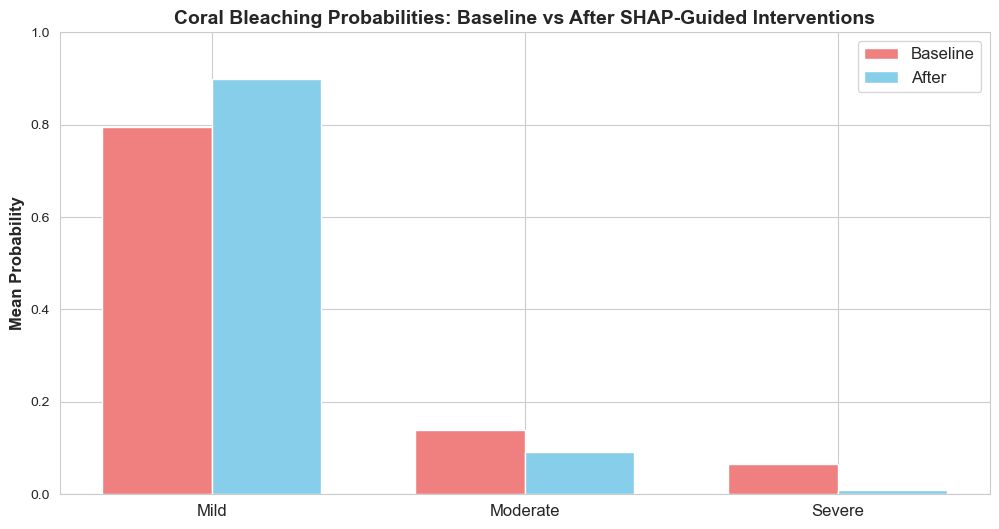 Coral Bleaching Probabilities: Baseline vs After SHAP-Guided Interventions
Baseline
After
Mean Probability
1.0
0.8
0.6
0.4
0.2
0.0
Mild
Moderate
Severe